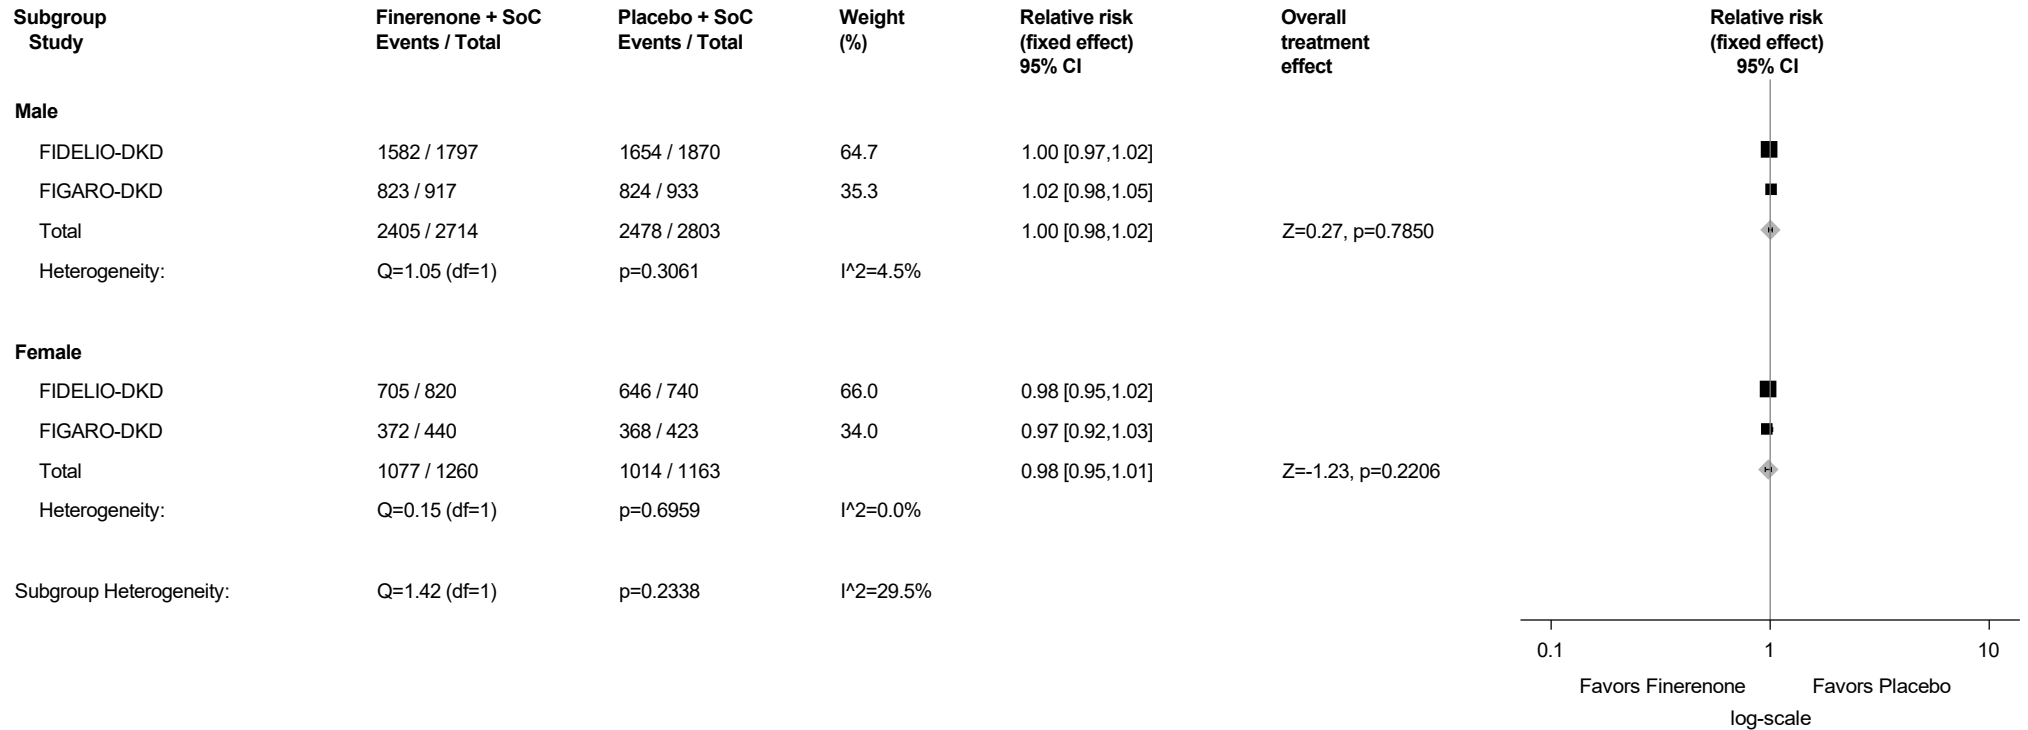 Subgroup Finerenone + SoC Placebo + SoC Weight Relative risk Overall Relative risk
Study Events / Total Events / Total (%) (fixed effect) treatment (fixed effect)
95% CI effect 95% CI
Male
FIDELIO-DKD 1582 / 1797 1654 / 1870 64.7 1.00 [0.97,1.02]
FIGARO-DKD 823 / 917 824 / 933 35.3 1.02 [0.98,1.05]
Total 2405 / 2714 2478 / 2803 1.00 [0.98,1.02] Z=0.27, p=0.7850
Heterogeneity: Q=1.05 (df=1) p=0.3061 I^2=4.5%
Female
FIDELIO-DKD 705 / 820 646 / 740 66.0 0.98 [0.95,1.02]
FIGARO-DKD 372 / 440 368 / 423 34.0 0.97 [0.92,1.03]
Total 1077 / 1260 1014 / 1163 0.98 [0.95,1.01] Z=-1.23, p=0.2206
Heterogeneity: Q=0.15 (df=1) p=0.6959 I^2=0.0%
Subgroup Heterogeneity: Q=1.42 (df=1) p=0.2338 I^2=29.5%
0.1 1 10
Favors Finerenone Favors Placebo
log-scale